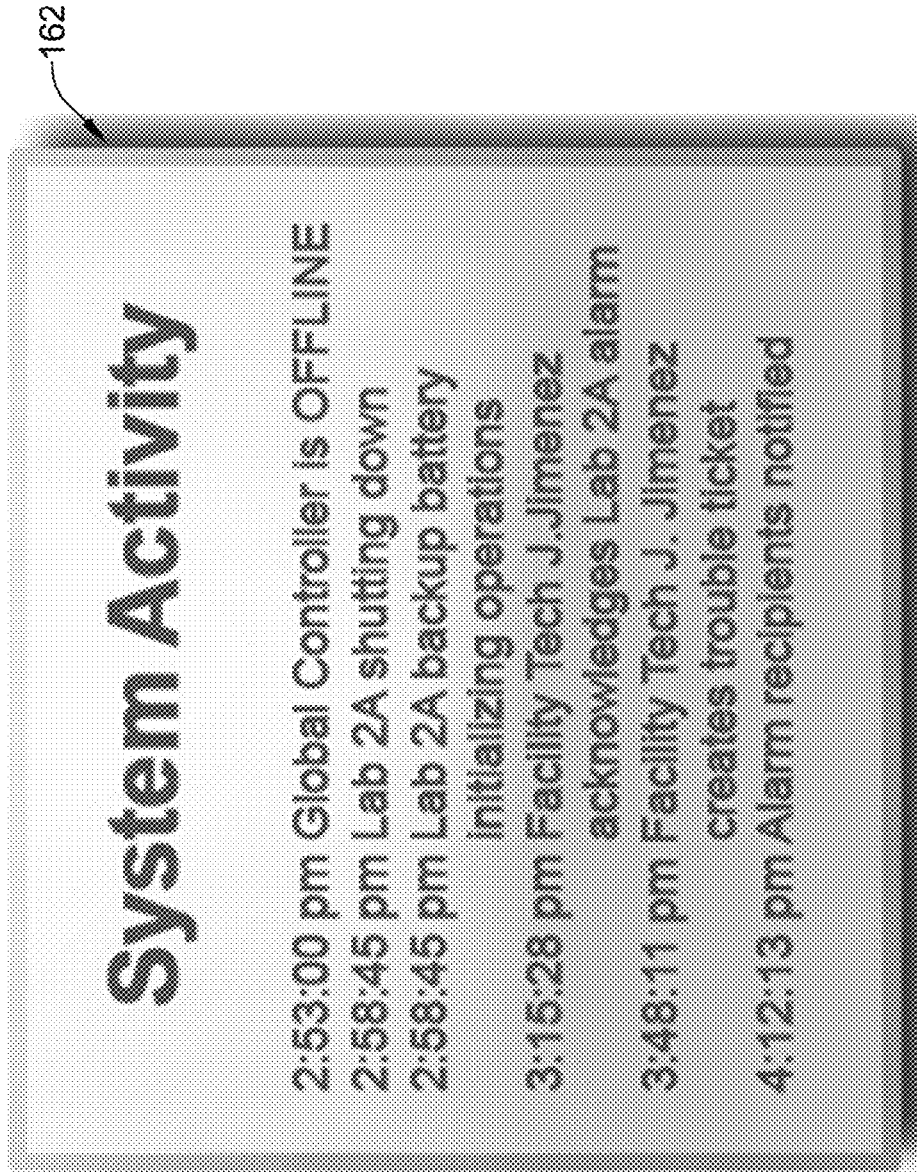 162
System Activity
2:53:00 pm Global Controller is OFFLINE
2:58:45 pm Lab 2A shutting down
2:58:45 pm Lab 2A backup battery
initializing operations
3:15:28 pm Facility Tech J.Jimenez
acknowledges Lab 2A alarm
3:48:11 pm Facility Tech J. Jimenez
creates trouble ticket
4:12:13 pm Alarm recipients notified